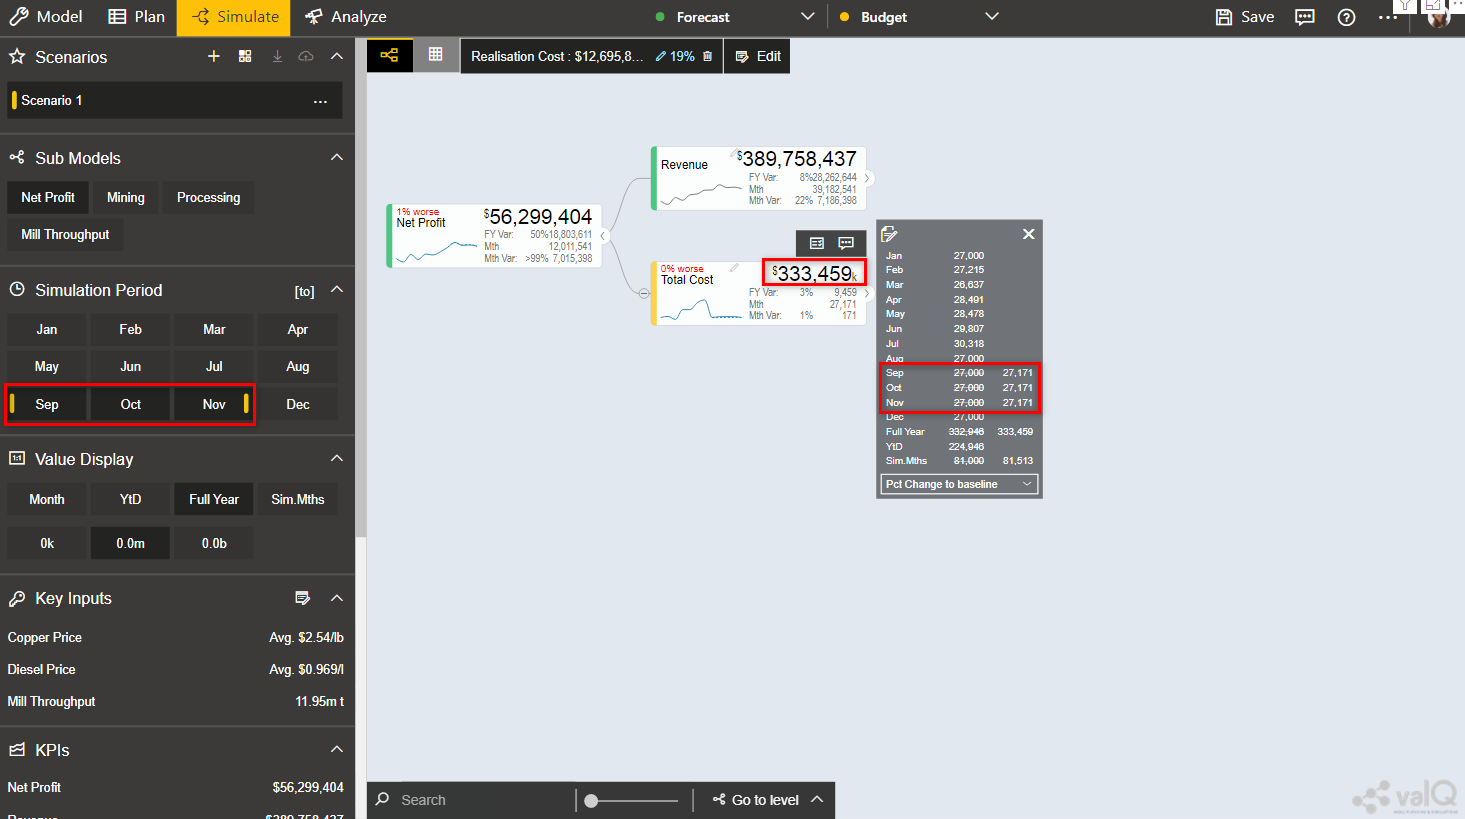 Model Plan Simulate Analyze Forecast Budget Save
Scenarios
Scenario 1
Sub Models
Net Profit Mining Processing
Mill Throughput
Simulation Period [to]
Jan Feb Mar Apr
May Jun Jul Aug
Sep Oct Nov Dec
Value Display
Month YtD Full Year Sim.Mths
0k 0.0m 0.0b
Key Inputs
Copper Price Avg. $2.54/lb
Diesel Price Avg. $0.969/l
Mill Throughput 11.95m t
KPIs
Net Profit $56,299,404
Revenue $389,758,437
Realisation Cost : $12,695,8... 19% Edit
1% worse
Net Profit $56,299,404
FY Var: 50% 18,803,611
Mth 12,011,541
Mth Var: >99% 7,015,398
Revenue $389,758,437
FY Var: 8% 28,262,644
Mth 39,182,541
Mth Var: 22% 7,186,398
0% worse
Total Cost $333,459k
FY Var: 3% 9,459
Mth 27,171
Mth Var: 1% 171
Jan 27,000
Feb 27,215
Mar 26,637
Apr 28,491
May 28,478
Jun 29,807
Jul 30,318
Aug 27,000
Sep 27,000 27,171
Oct 27,000 27,171
Nov 27,000 27,171
Dec 27,000
Full Year 332,946 333,459
YtD 224,946
Sim.Mths 81,000 81,513
Pct Change to baseline
Search Go to level
valQ